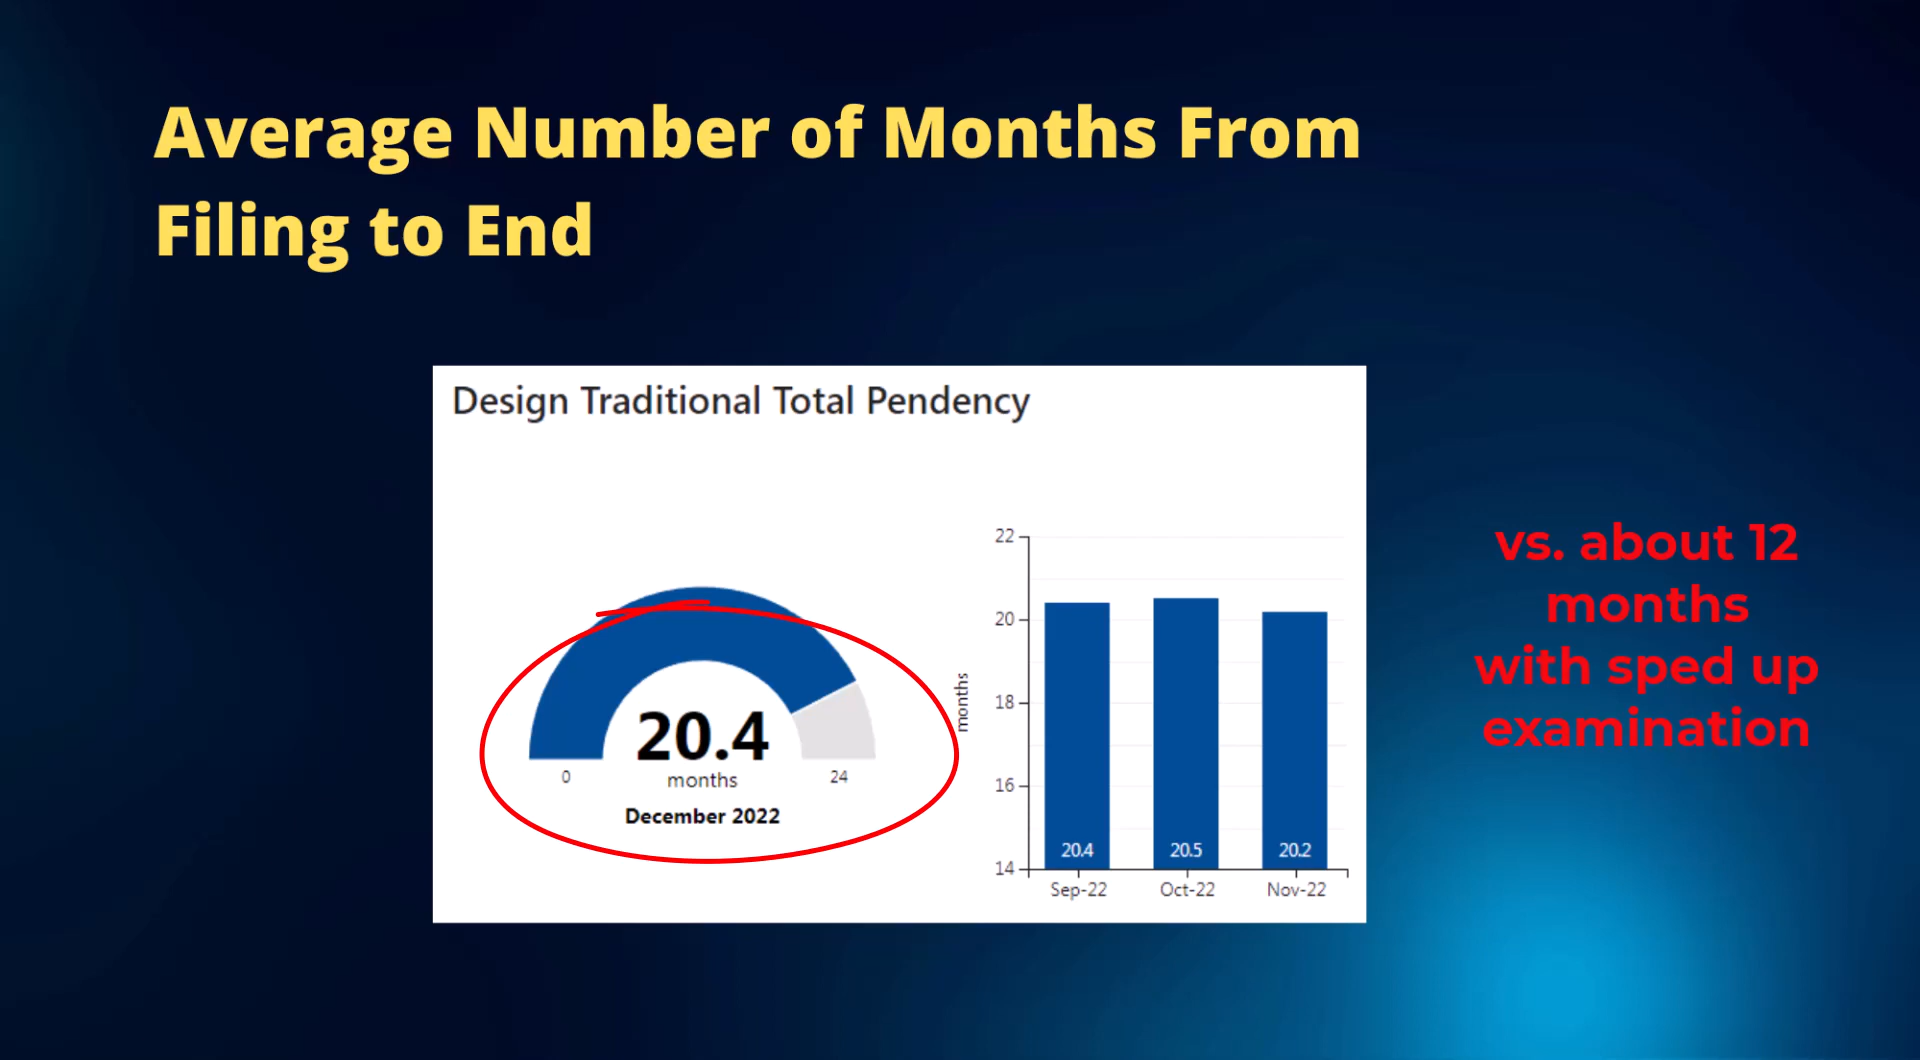 Average Number of Months From
Filing to End
Design Traditional Total Pendency
20.4
months
0
24
December 2022
months
22
20
18
16
14
20.4
20.5
20.2
Sep-22
Oct-22
Nov-22
vs. about 12
months
with sped up
examination